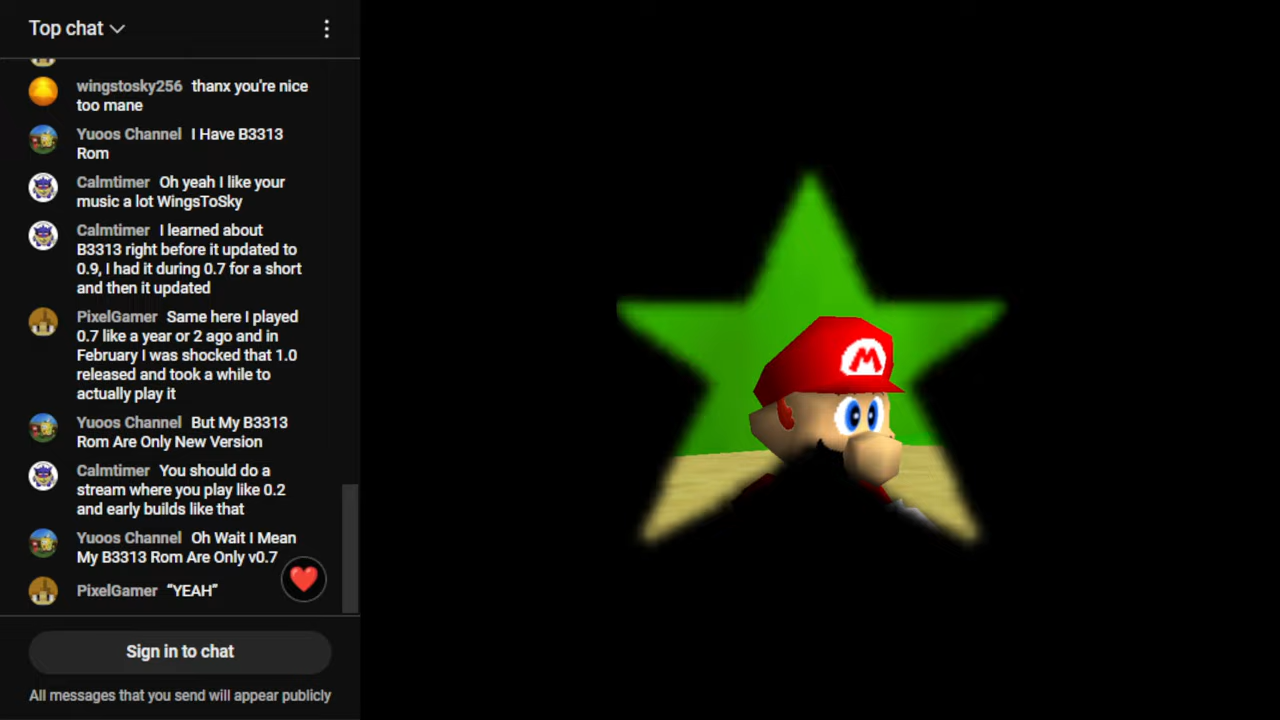 Top chat
wingstosky256 thanx you're nice
too mane
Yuoos Channel I Have B3313
Rom
Calmtimer Oh yeah I like your
music a lot WingsToSky
Calmtimer I learned about
B3313 right before it updated to
0.9, I had it during 0.7 for a short
and then it updated
PixelGamer Same here I played
0.7 like a year or 2 ago and in
February I was shocked that 1.0
released and took a while to
actually play it
Yuoos Channel But My B3313
Rom Are Only New Version
Calmtimer You should do a
stream where you play like 0.2
and early builds like that
Yuoos Channel Oh Wait I Mean
My B3313 Rom Are Only v0.7
PixelGamer “YEAH”
Sign in to chat
All messages that you send will appear publicly
M